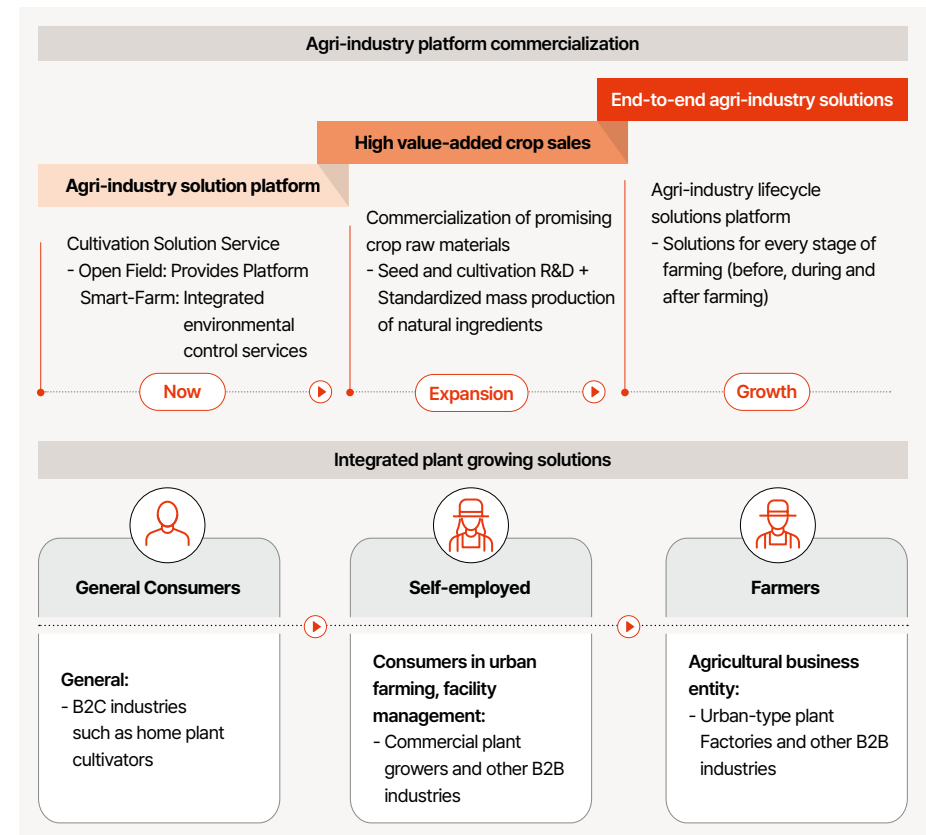 Agri-industry platform commercialization
End-to-end agri-industry solutions
High value-added crop sales
Agri-industry solution platform
Cultivation Solution Service
- Open Field: Provides Platform
Smart-Farm: Integrated
environmental
control services
Commercialization of promising
crop raw materials
- Seed and cultivation R&D +
Standardized mass production
of natural ingredients
Agri-industry lifecycle
solutions platform
- Solutions for every stage of
farming (before, during and
after farming)
Now
Expansion
Growth
Integrated plant growing solutions
General Consumers
Self-employed
Farmers
General:
- B2C industries
such as home plant
cultivators
Consumers in urban
farming, facility
management:
- Commercial plant
growers and other B2B
industries
Agricultural business
entity:
- Urban-type plant
Factories and other B2B
industries